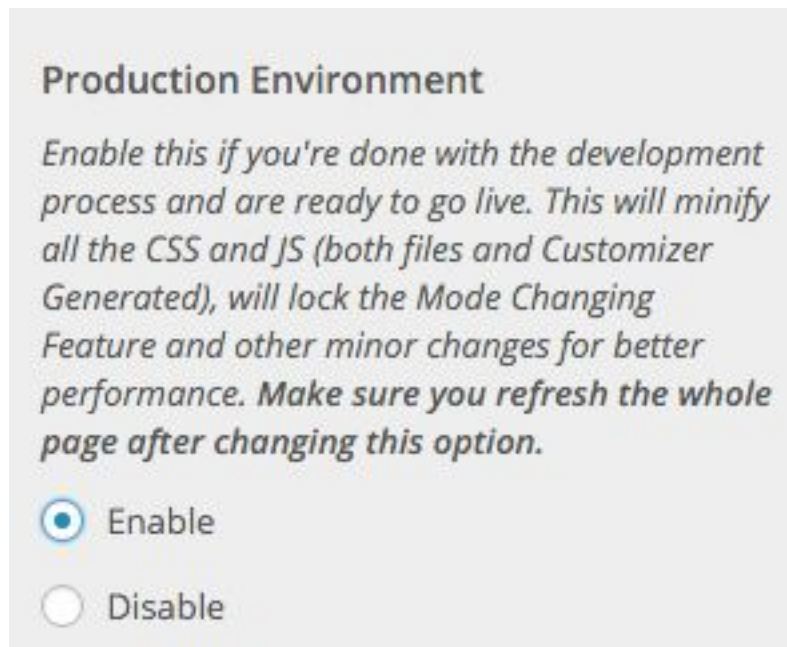 Production Environment
Enable this if you're done with the development
process and are ready to go live. This will minify
all the CSS and JS (both files and Customizer
Generated), will lock the Mode Changing
Feature and other minor changes for better
performance. Make sure you refresh the whole
page after changing this option.
Enable
Disable